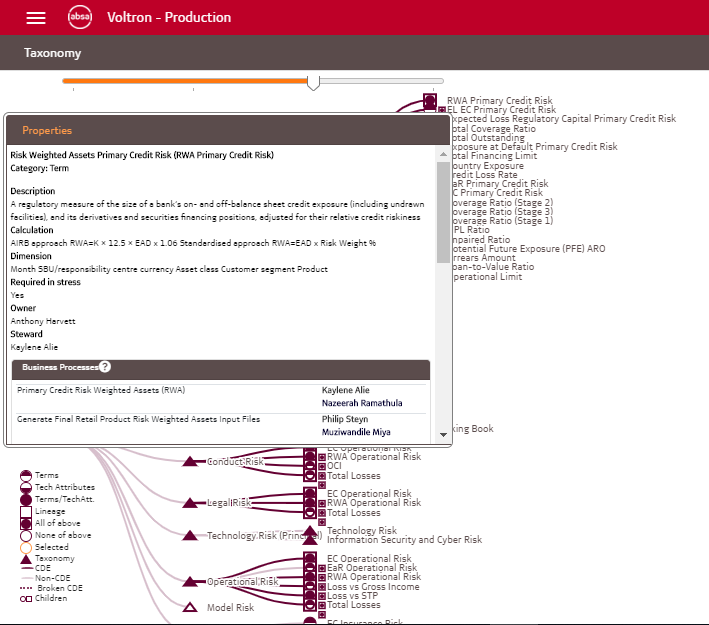 absa
Voltron - Production
Taxonomy
RWA Primary Credit Risk
EL EC Primary Credit Risk
xpected Loss Regulatory Capital Primary Credit Risk
otal Coverage Ratio
otal Outstanding
xposure at Default Primary Credit Risk
otal Financing Limit
ountry Exposure
redit Loss Rate
aR Primary Credit Risk
C Primary Credit Risk
overage Ratio (Stage 2)
overage Ratio (Stage 3)
overage Ratio (Stage 1)
PL Ratio
npaired Ratio
otential Future Exposure (PFE) ARO
rrears Amount
oan-to-Value Ratio
perational Limit
Properties
Risk Weighted Assets Primary Credit Risk (RWA Primary Credit Risk)
Category: Term
Description
A regulatory measure of the size of a bank's on- and off-balance sheet credit exposure (including undrawn
facilities), and its derivatives and securities financing positions, adjusted for their relative credit riskiness
Calculation
AIRB approach RWA=K × 12.5 × EAD x 1.06 Standardised approach RWA=EAD x Risk Weight %
Dimension
Month SBU/responsibility centre currency Asset class Customer segment Product
Required in stress
Yes
Owner
Anthony Harvett
Steward
Kaylene Alie
Business Processes ?
Primary Credit Risk Weighted Assets (RWA)
Kaylene Alie
Nazeerah Ramathula
Generate Final Retail Product Risk Weighted Assets Input Files
Philip Steyn
Muziwandile Miya
king Book
EC Operational Risk
RWA Operational Risk
OCI
Total Losses
Conduct Risk
EC Operational Risk
RWA Operational Risk
Total Losses
Legal Risk
Technology Risk
Information Security and Cyber Risk
Technology Risk (Principal)
EC Operational Risk
EaR Operational Risk
RWA Operational Risk
Loss vs Gross Income
Loss vs STP
Total Losses
Operational Risk
Model Risk
EC Insurance Risk
Terms
Tech Attributes
Terms/TechAtt.
Lineage
All of above
None of above
Selected
Taxonomy
CDE
Non-CDE
Broken CDE
Children